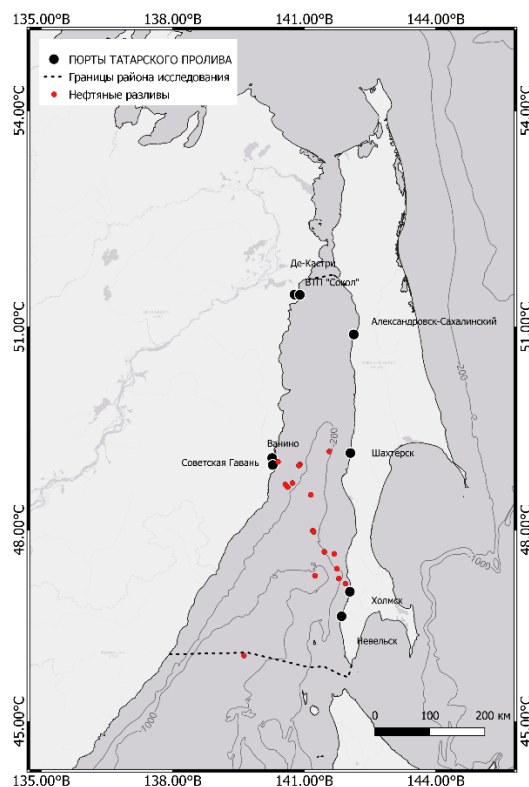 135.00°В 138.00°В 141.00°В 144.00°В
ПОРТЫ ТАТАРСКОГО ПРОЛИВА
Границы района исследования
Нефтяные разливы
54.00°С 54.00°С
Де-Кастри
ВТП "Сокол"
51.00°С 51.00°С
Александровск-Сахалинский
-200
-200
Ванино
Советская Гавань
Шахтерск
48.00°С 48.00°С
-1000
Холмск
Невельск
-1000
45.00°С 45.00°С
0 100 200 км
135.00°В 138.00°В 141.00°В 144.00°В